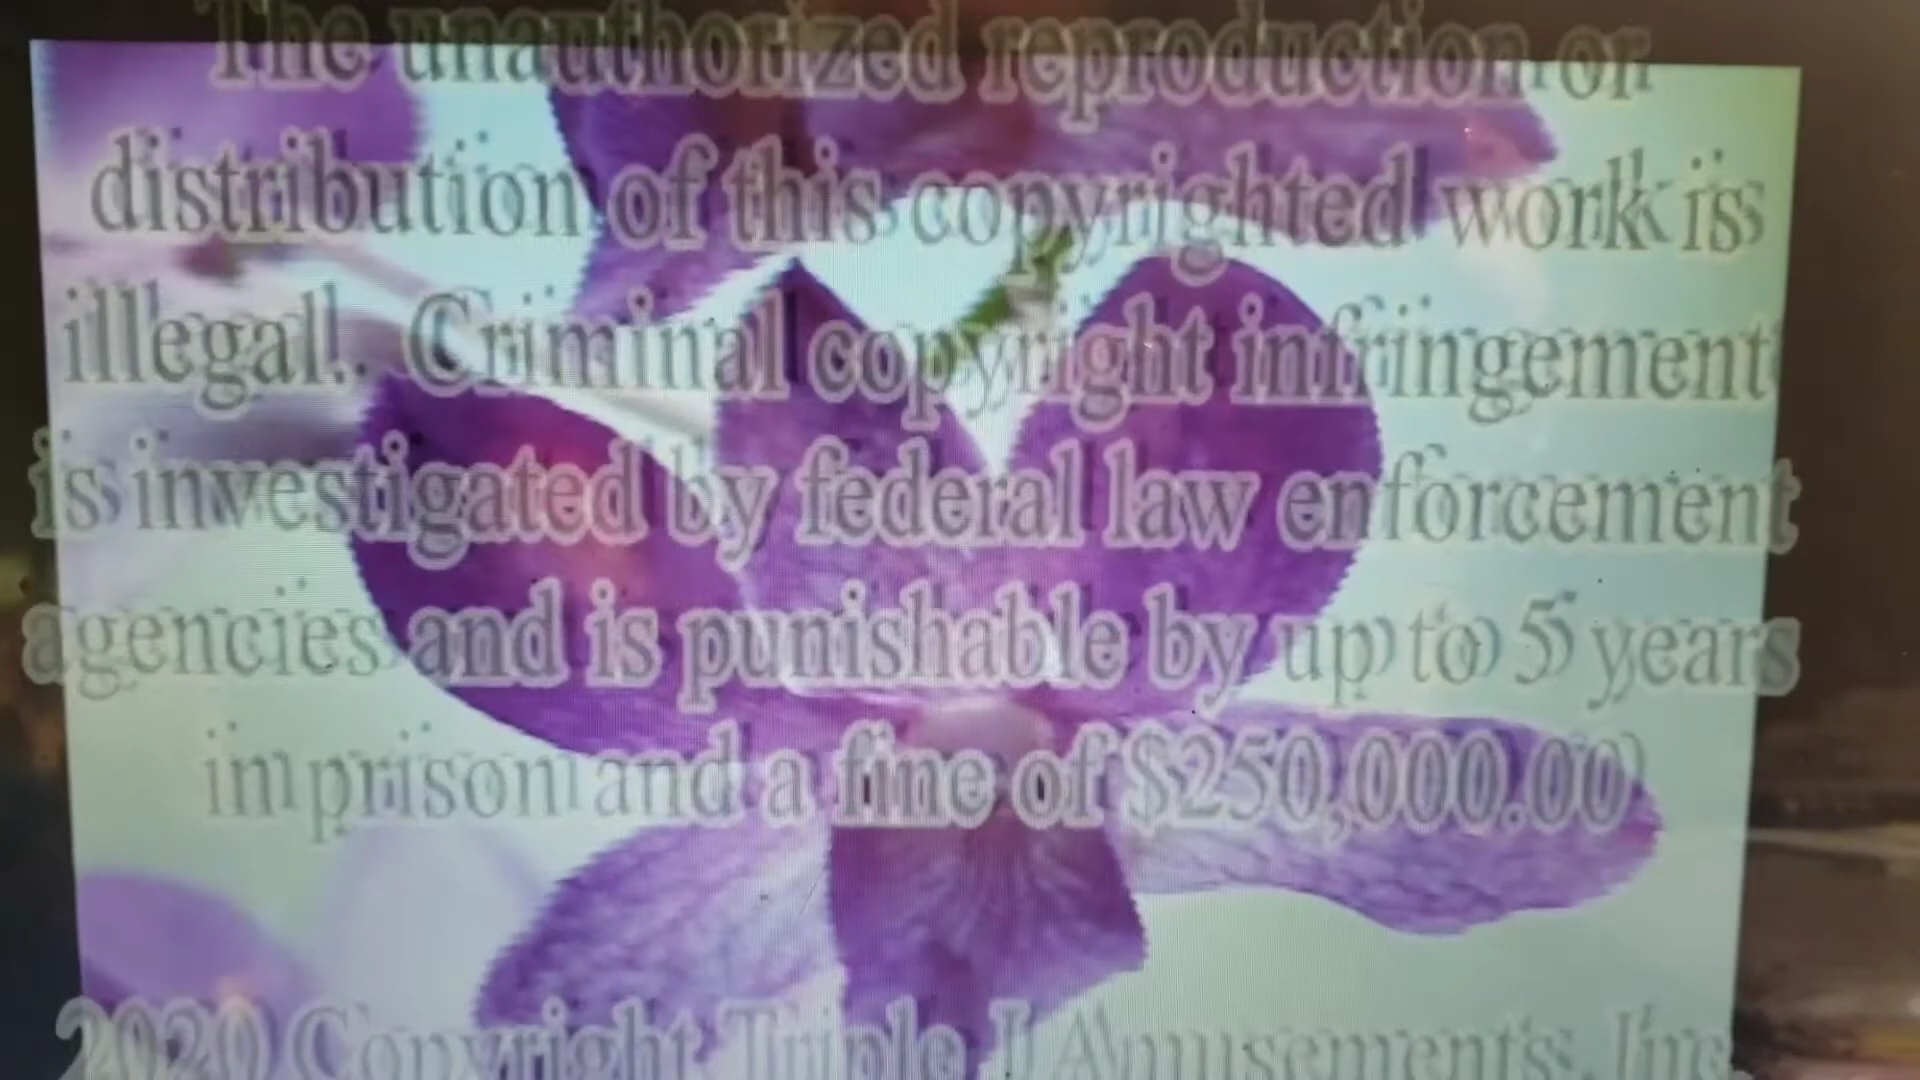 The unauthorized reproduction or
distribution of this copyrighted work is
illegal. Criminal copyright infringement
is investigated by federal law enforcement
agencies and is punishable by up to 5 years
in prison and a fine of $250,000.00
2020 Copyright Triple J Amusements, Inc.